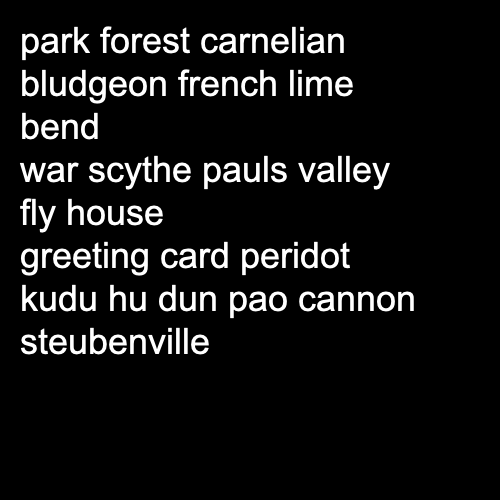 park forest carnelian
bludgeon french lime
bend
war scythe pauls valley
fly house
greeting card peridot
kudu hu dun pao cannon
steubenville